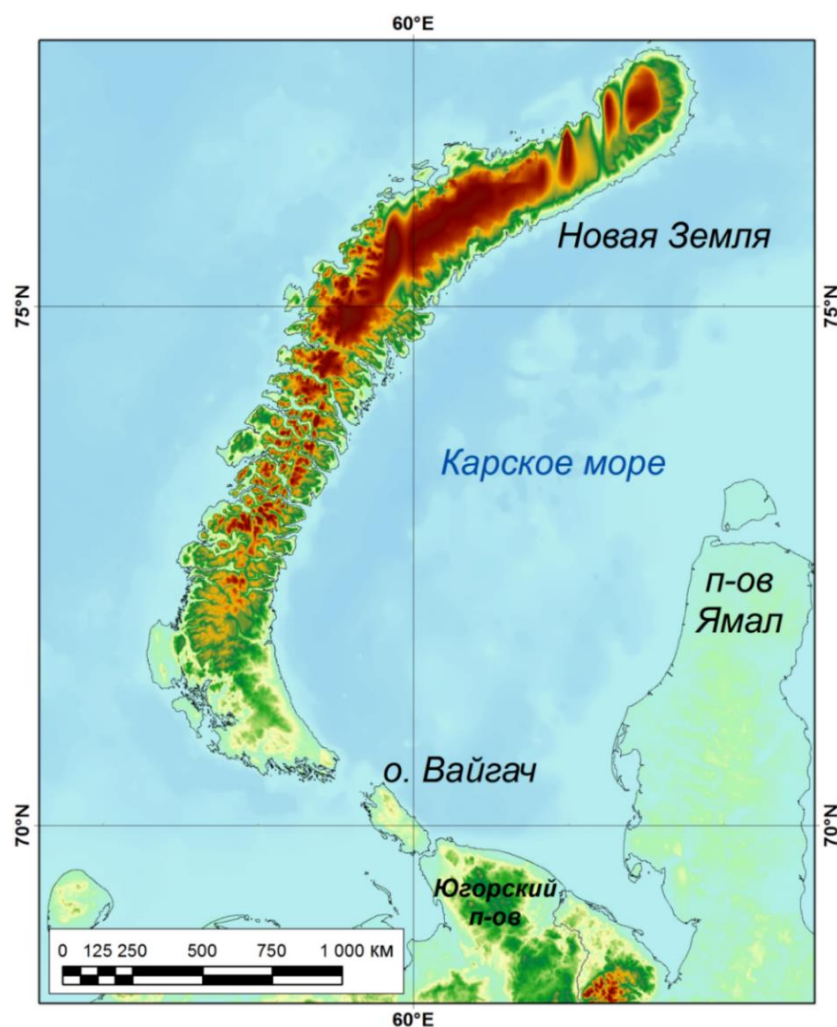 60°E
Новая Земля
75°N
75°N
Карское море
п-ов
Ямал
о. Вайгач
70°N
70°N
Югорский
п-ов
0 125 250 500 750 1 000 КМ
60°E